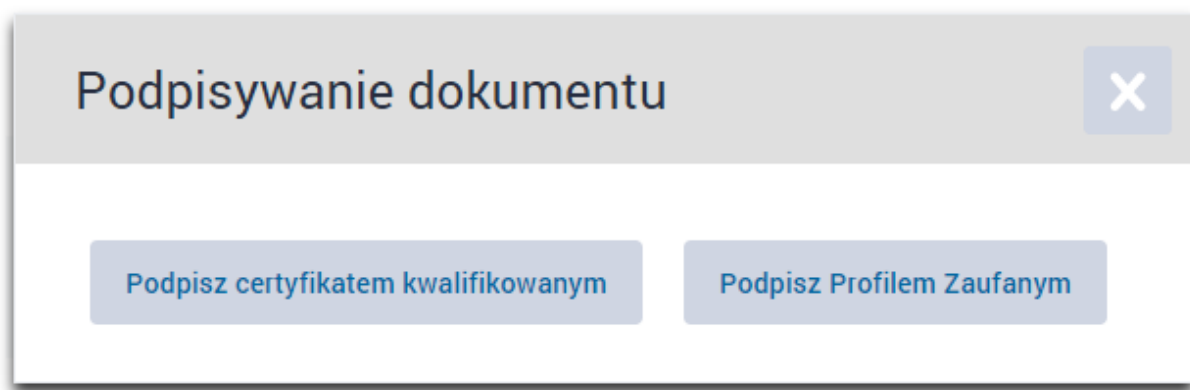 Podpisywanie dokumentu
Podpisz certyfikatem kwalifikowanym
Podpisz Profilem Zaufanym